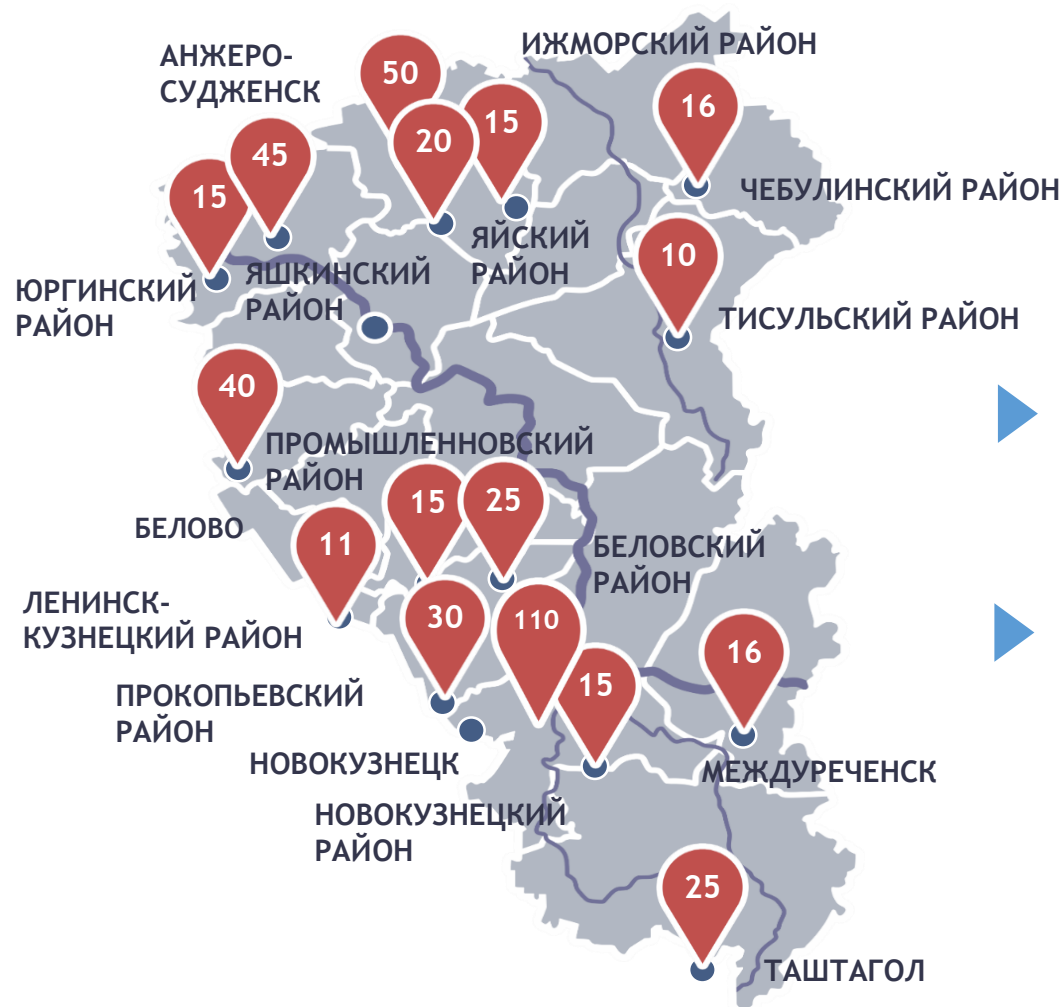 ИЖМОРСКИЙ РАЙОН
АНЖЕРО-
СУДЖЕНСК
50
16
15
20
45
15
ЧЕБУЛИНСКИЙ РАЙОН
ЯЙСКИЙ
РАЙОН
10
ЯШКИНСКИЙ
РАЙОН
ЮРГИНСКИЙ
РАЙОН
ТИСУЛЬСКИЙ РАЙОН
40
ПРОМЫШЛЕННОВСКИЙ
РАЙОН
15
25
БЕЛОВО
11
БЕЛОВСКИЙ
РАЙОН
ЛЕНИНСК-
КУЗНЕЦКИЙ РАЙОН
30
110
16
15
ПРОКОПЬЕВСКИЙ
РАЙОН
НОВОКУЗНЕЦК
МЕЖДУРЕЧЕНСК
НОВОКУЗНЕЦКИЙ
РАЙОН
25
ТАШТАГОЛ